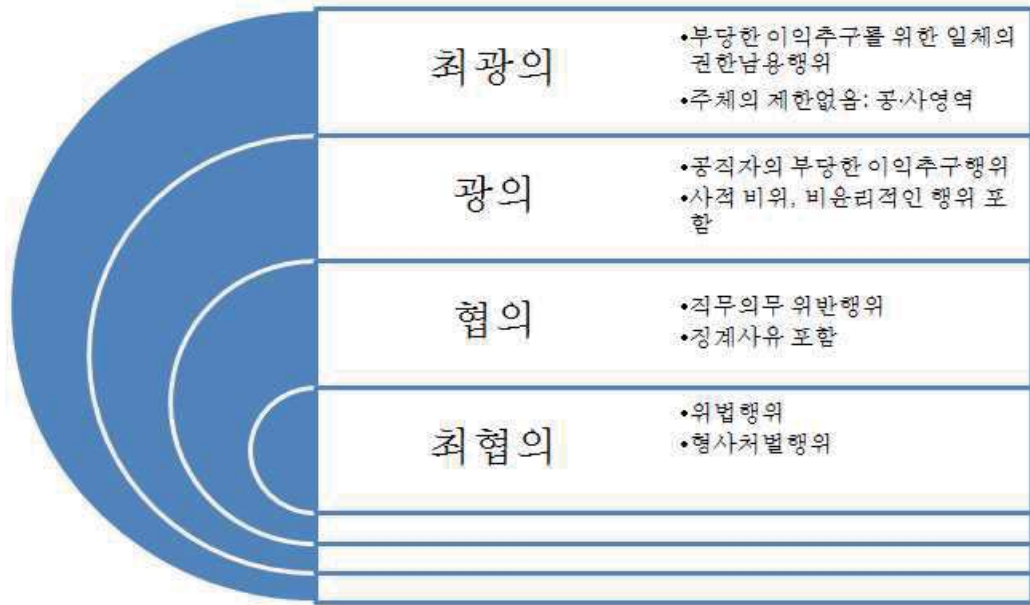 최광의
•부당한 이익추구를 위한 일체의
권한남용행위
•주체의 제한없음: 공·사영역
광의
•공직자의 부당한 이익추구행위
•사적 비위, 비윤리적인 행위 포
함
협의
•직무의무 위반행위
•징계사유 포함
최협의
•위법행위
•형사처벌행위